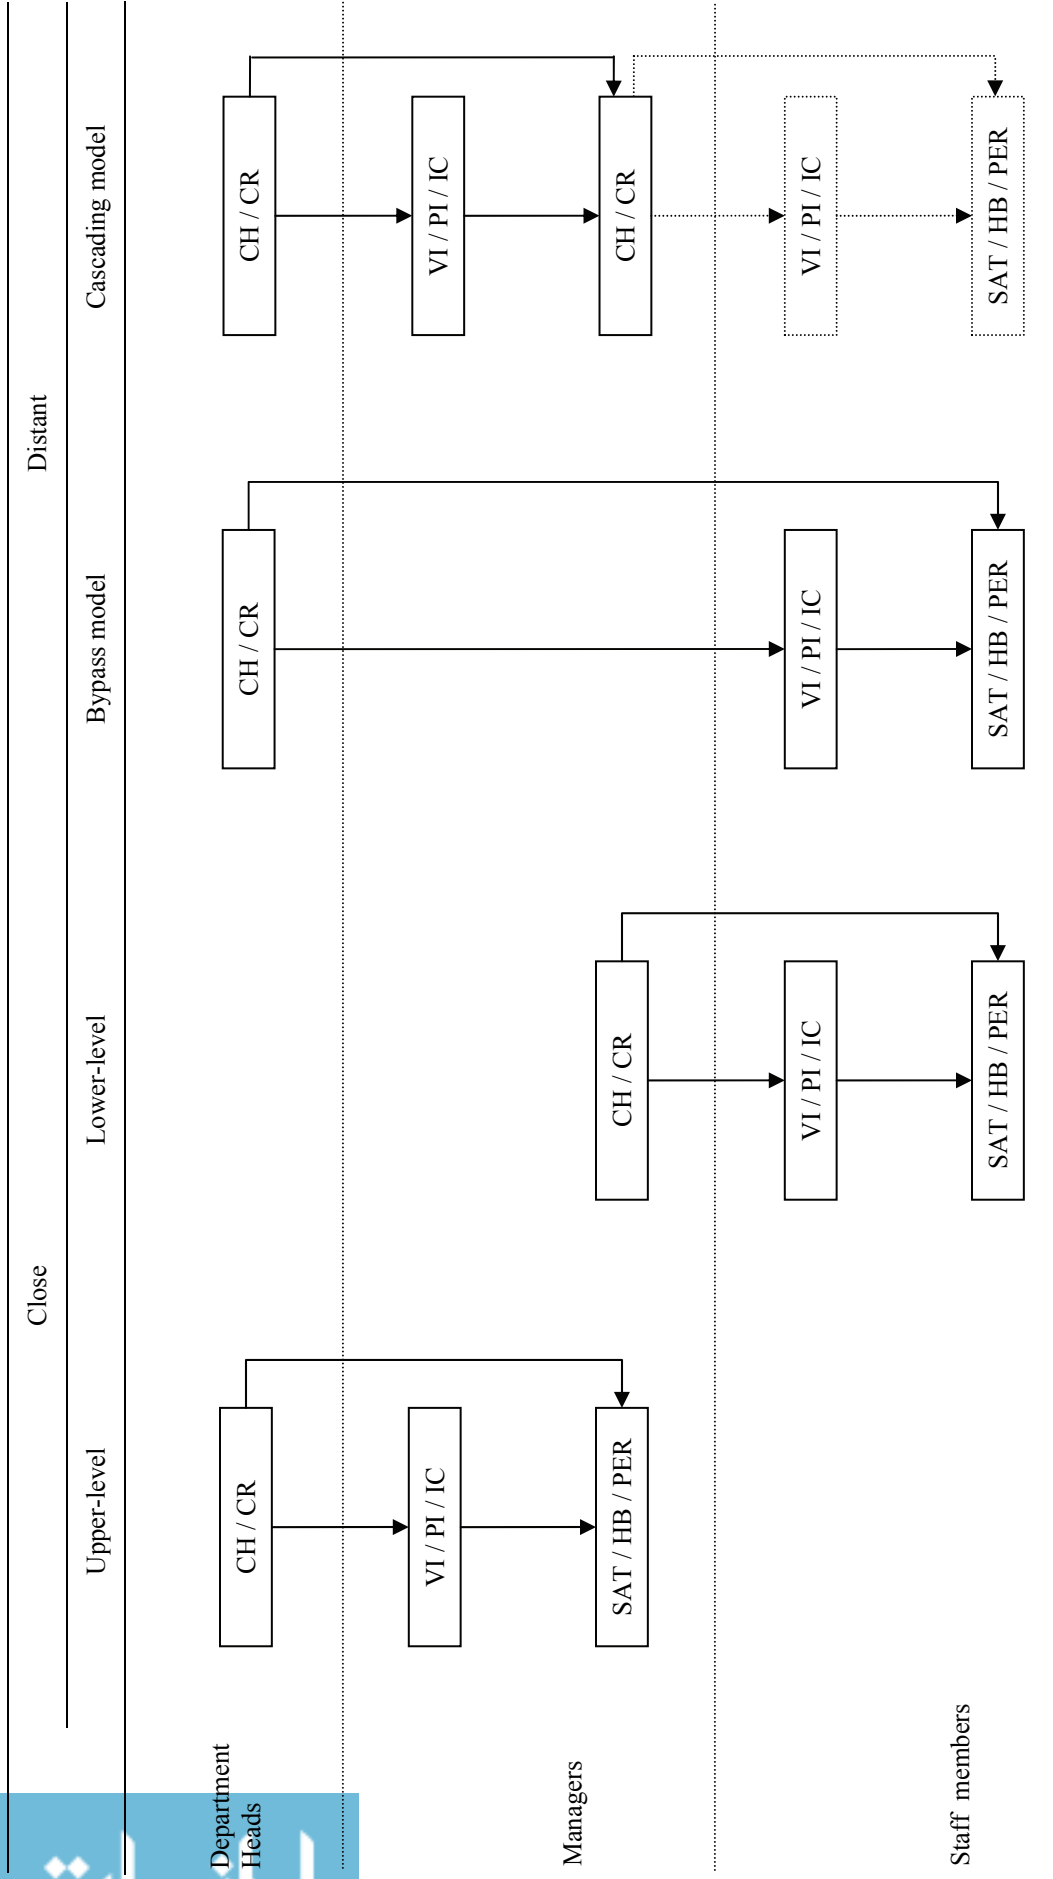 Close
Distant
Upper-level
Lower-level
Bypass model
Cascading model
Department
Heads
CH / CR
CH / CR
CH / CR
Managers
VI / PI / IC
VI / PI / IC
SAT / HB / PER
CH / CR
CH / CR
Staff members
VI / PI / IC
VI / PI / IC
VI / PI / IC
SAT / HB / PER
SAT / HB / PER
SAT / HB / PER